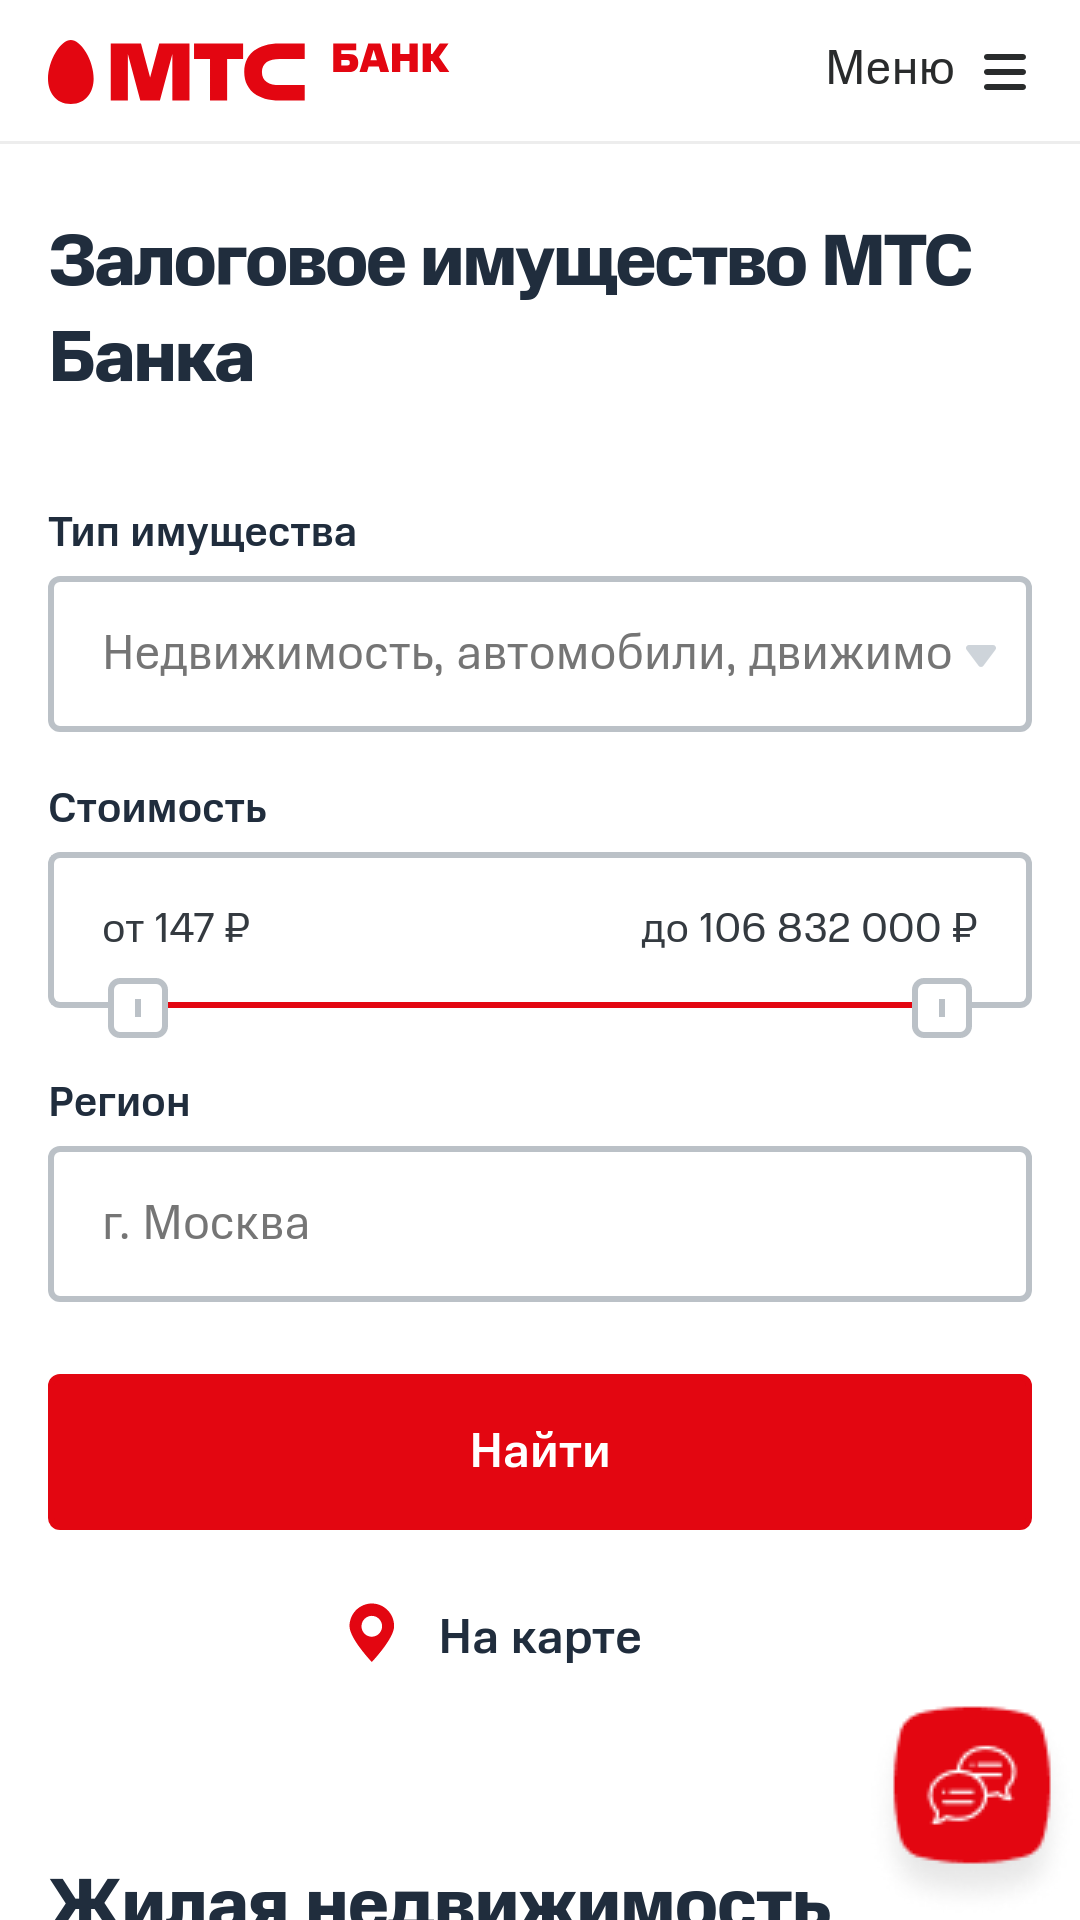 МТС БАНК
Меню
Залоговое имущество МТС
Банка
Тип имущества
Недвижимость, автомобили, движимо
Стоимость
от 147 ₽
до 106 832 000 ₽
Регион
г. Москва
Найти
На карте
Жилая недвижимость